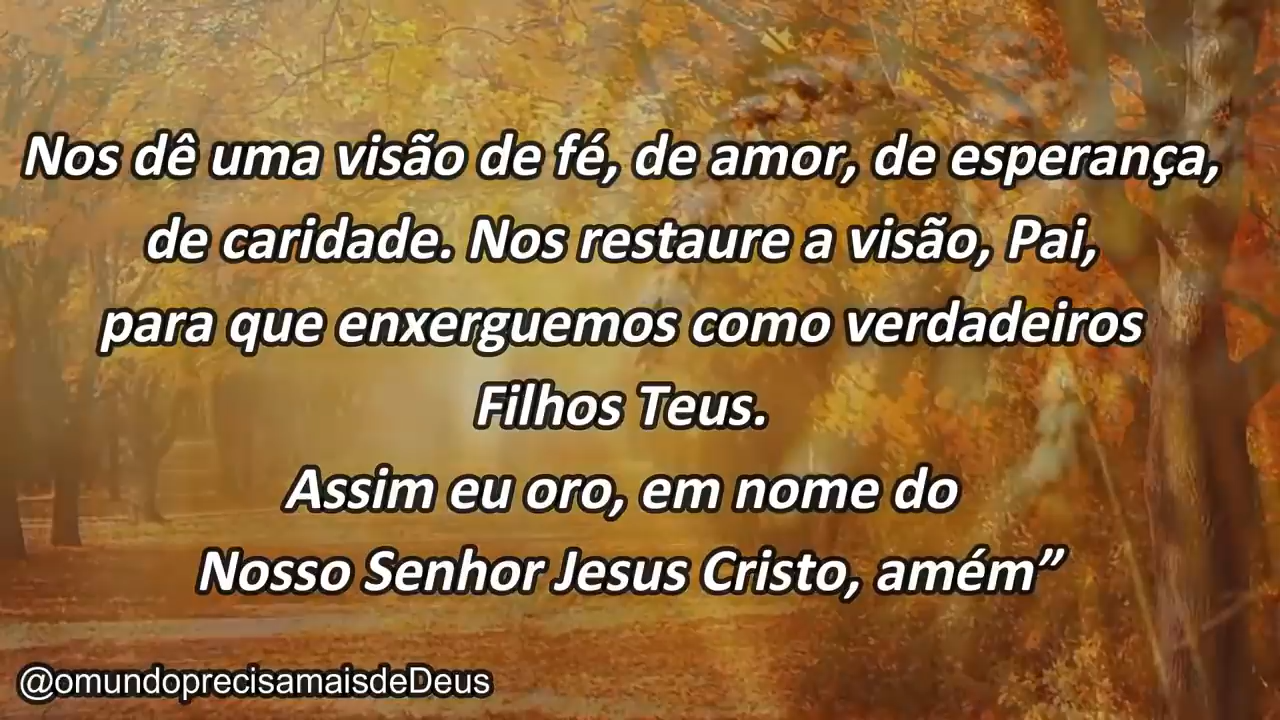 Nos dê uma visão de fé, de amor, de esperança,
de caridade. Nos restaure a visão, Pai,
para que enxerguemos como verdadeiros
Filhos Teus.
Assim eu oro, em nome do
Nosso Senhor Jesus Cristo, amém”
@omundoprecisamaisdeDeus